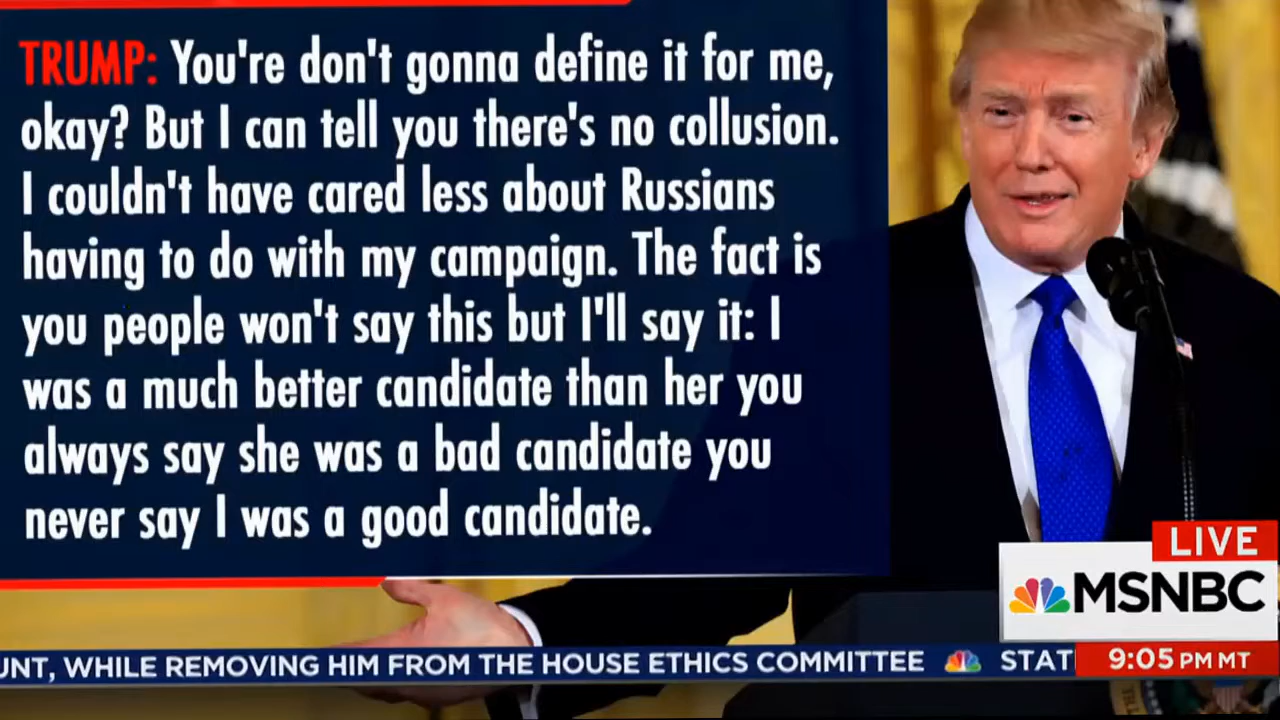 TRUMP: You're don't gonna define it for me,
okay? But I can tell you there's no collusion.
I couldn't have cared less about Russians
having to do with my campaign. The fact is
you people won't say this but I'll say it: I
was a much better candidate than her you
always say she was a bad candidate you
never say I was a good candidate.
LIVE
MSNBC
UNT, WHILE REMOVING HIM FROM THE HOUSE ETHICS COMMITTEE STAT
9:05 PM MT